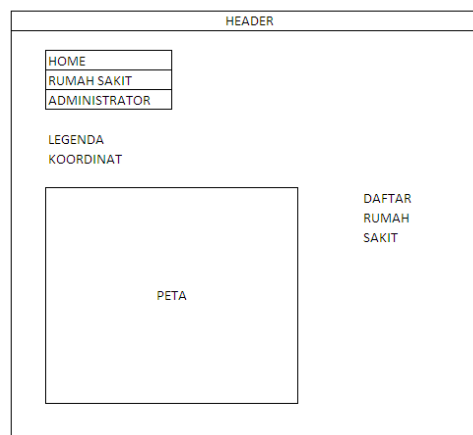 HEADER
HOME
RUMAH SAKIT
ADMINISTRATOR
LEGENDA
KOORDINAT
PETA
DAFTAR
RUMAH
SAKIT